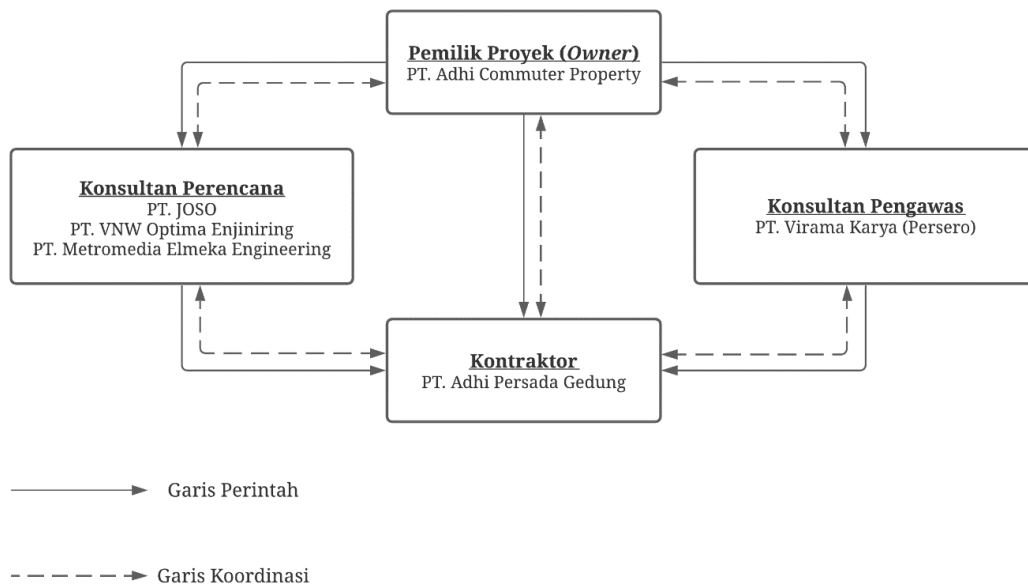 Pemilik Proyek (Owner)
PT. Adhi Commuter Property
Konsultan Perencana
PT. JOSO
PT. VNW Optima Enjiniring
PT. Metromedia Elmeka Engineering
Konsultan Pengawas
PT. Virama Karya (Persero)
Kontraktor
PT. Adhi Persada Gedung
Garis Perintah
Garis Koordinasi